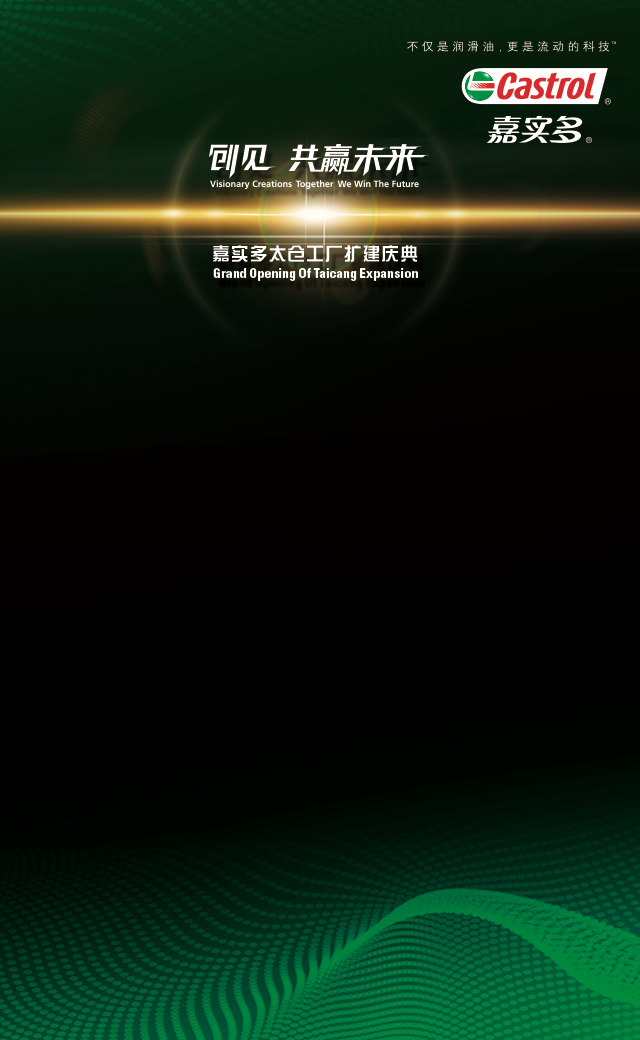 不仅是润滑油，更是流动的科技™
Castrol®
嘉实多®
创见 共赢未来
Visionary Creations Together We Win The Future
嘉实多太仓工厂扩建庆典
Grand Opening Of Taicang Expansion